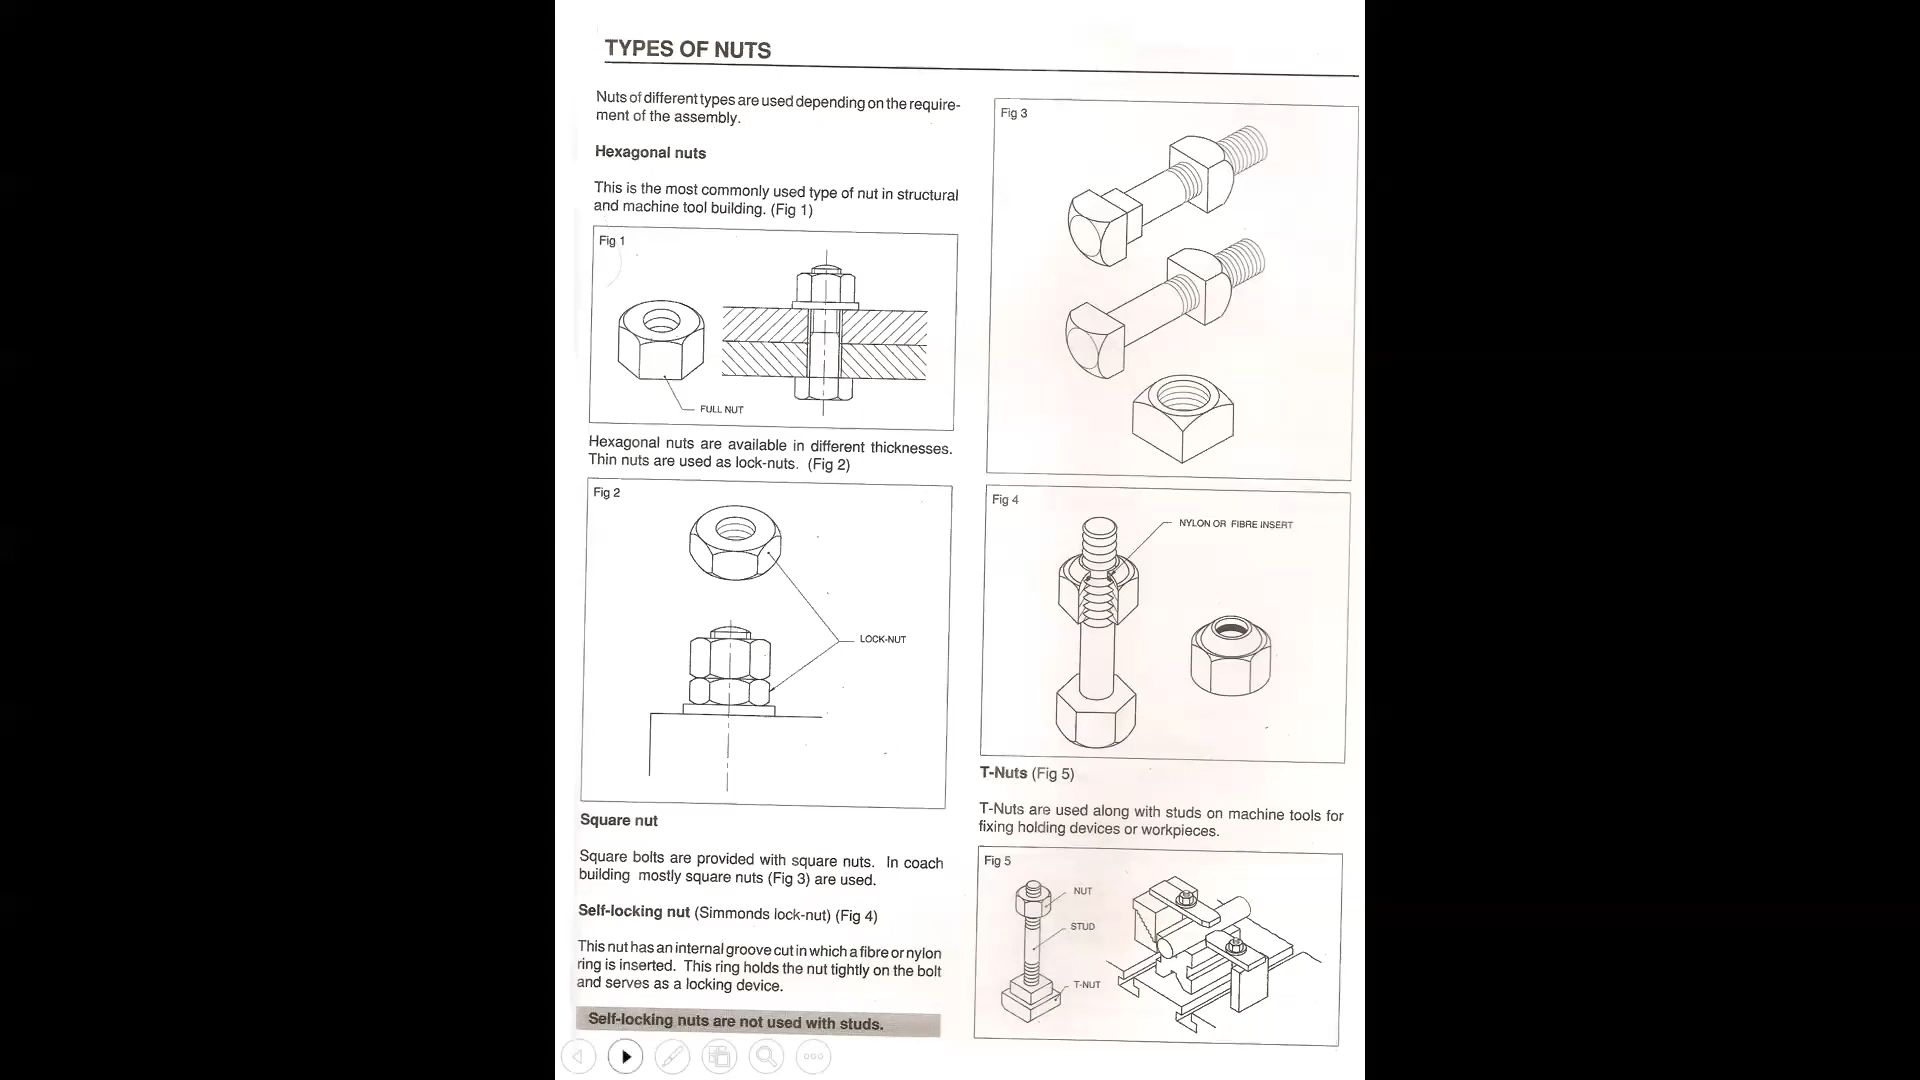 TYPES OF NUTS
Nuts of different types are used depending on the require-
ment of the assembly.
Hexagonal nuts
This is the most commonly used type of nut in structural
and machine tool building. (Fig 1)
Fig 1
FULL NUT
Hexagonal nuts are available in different thicknesses.
Thin nuts are used as lock-nuts. (Fig 2)
Fig 2
LOCK-NUT
Square nut
Square bolts are provided with square nuts. In coach
building mostly square nuts (Fig 3) are used.
Self-locking nut (Simmonds lock-nut) (Fig 4)
This nut has an internal groove cut in which a fibre or nylon
ring is inserted. This ring holds the nut tightly on the bolt
and serves as a locking device.
Self-locking nuts are not used with studs.
Fig 3
Fig 4
NYLON OR FIBRE INSERT
T-Nuts (Fig 5)
T-Nuts are used along with studs on machine tools for
fixing holding devices or workpieces.
Fig 5
NUT
STUD
T-NUT